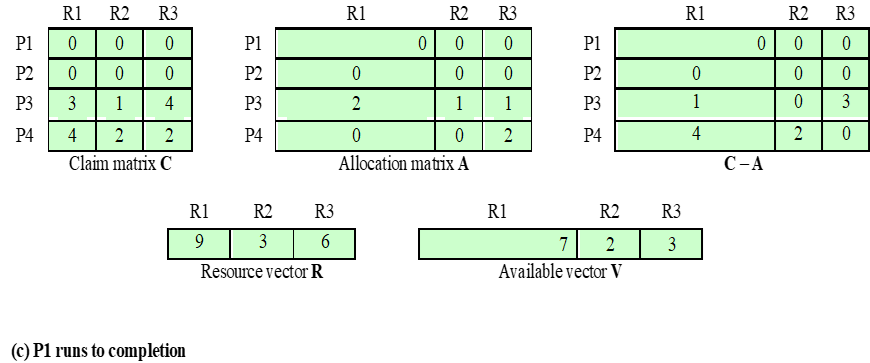 R1 R2 R3 R1 R2 R3 R1 R2 R3
P1 0 0 0 P1 0 0 0 P1 0 0 0
P2 0 0 0 P2 0 0 0 P2 0 0 0
P3 3 1 4 P3 2 1 1 P3 1 0 3
P4 4 2 2 P4 0 0 2 P4 4 2 0
Claim matrix C Allocation matrix A C – A
R1 R2 R3 R1 R2 R3
9 3 6 7 2 3
Resource vector R Available vector V
(c) P1 runs to completion